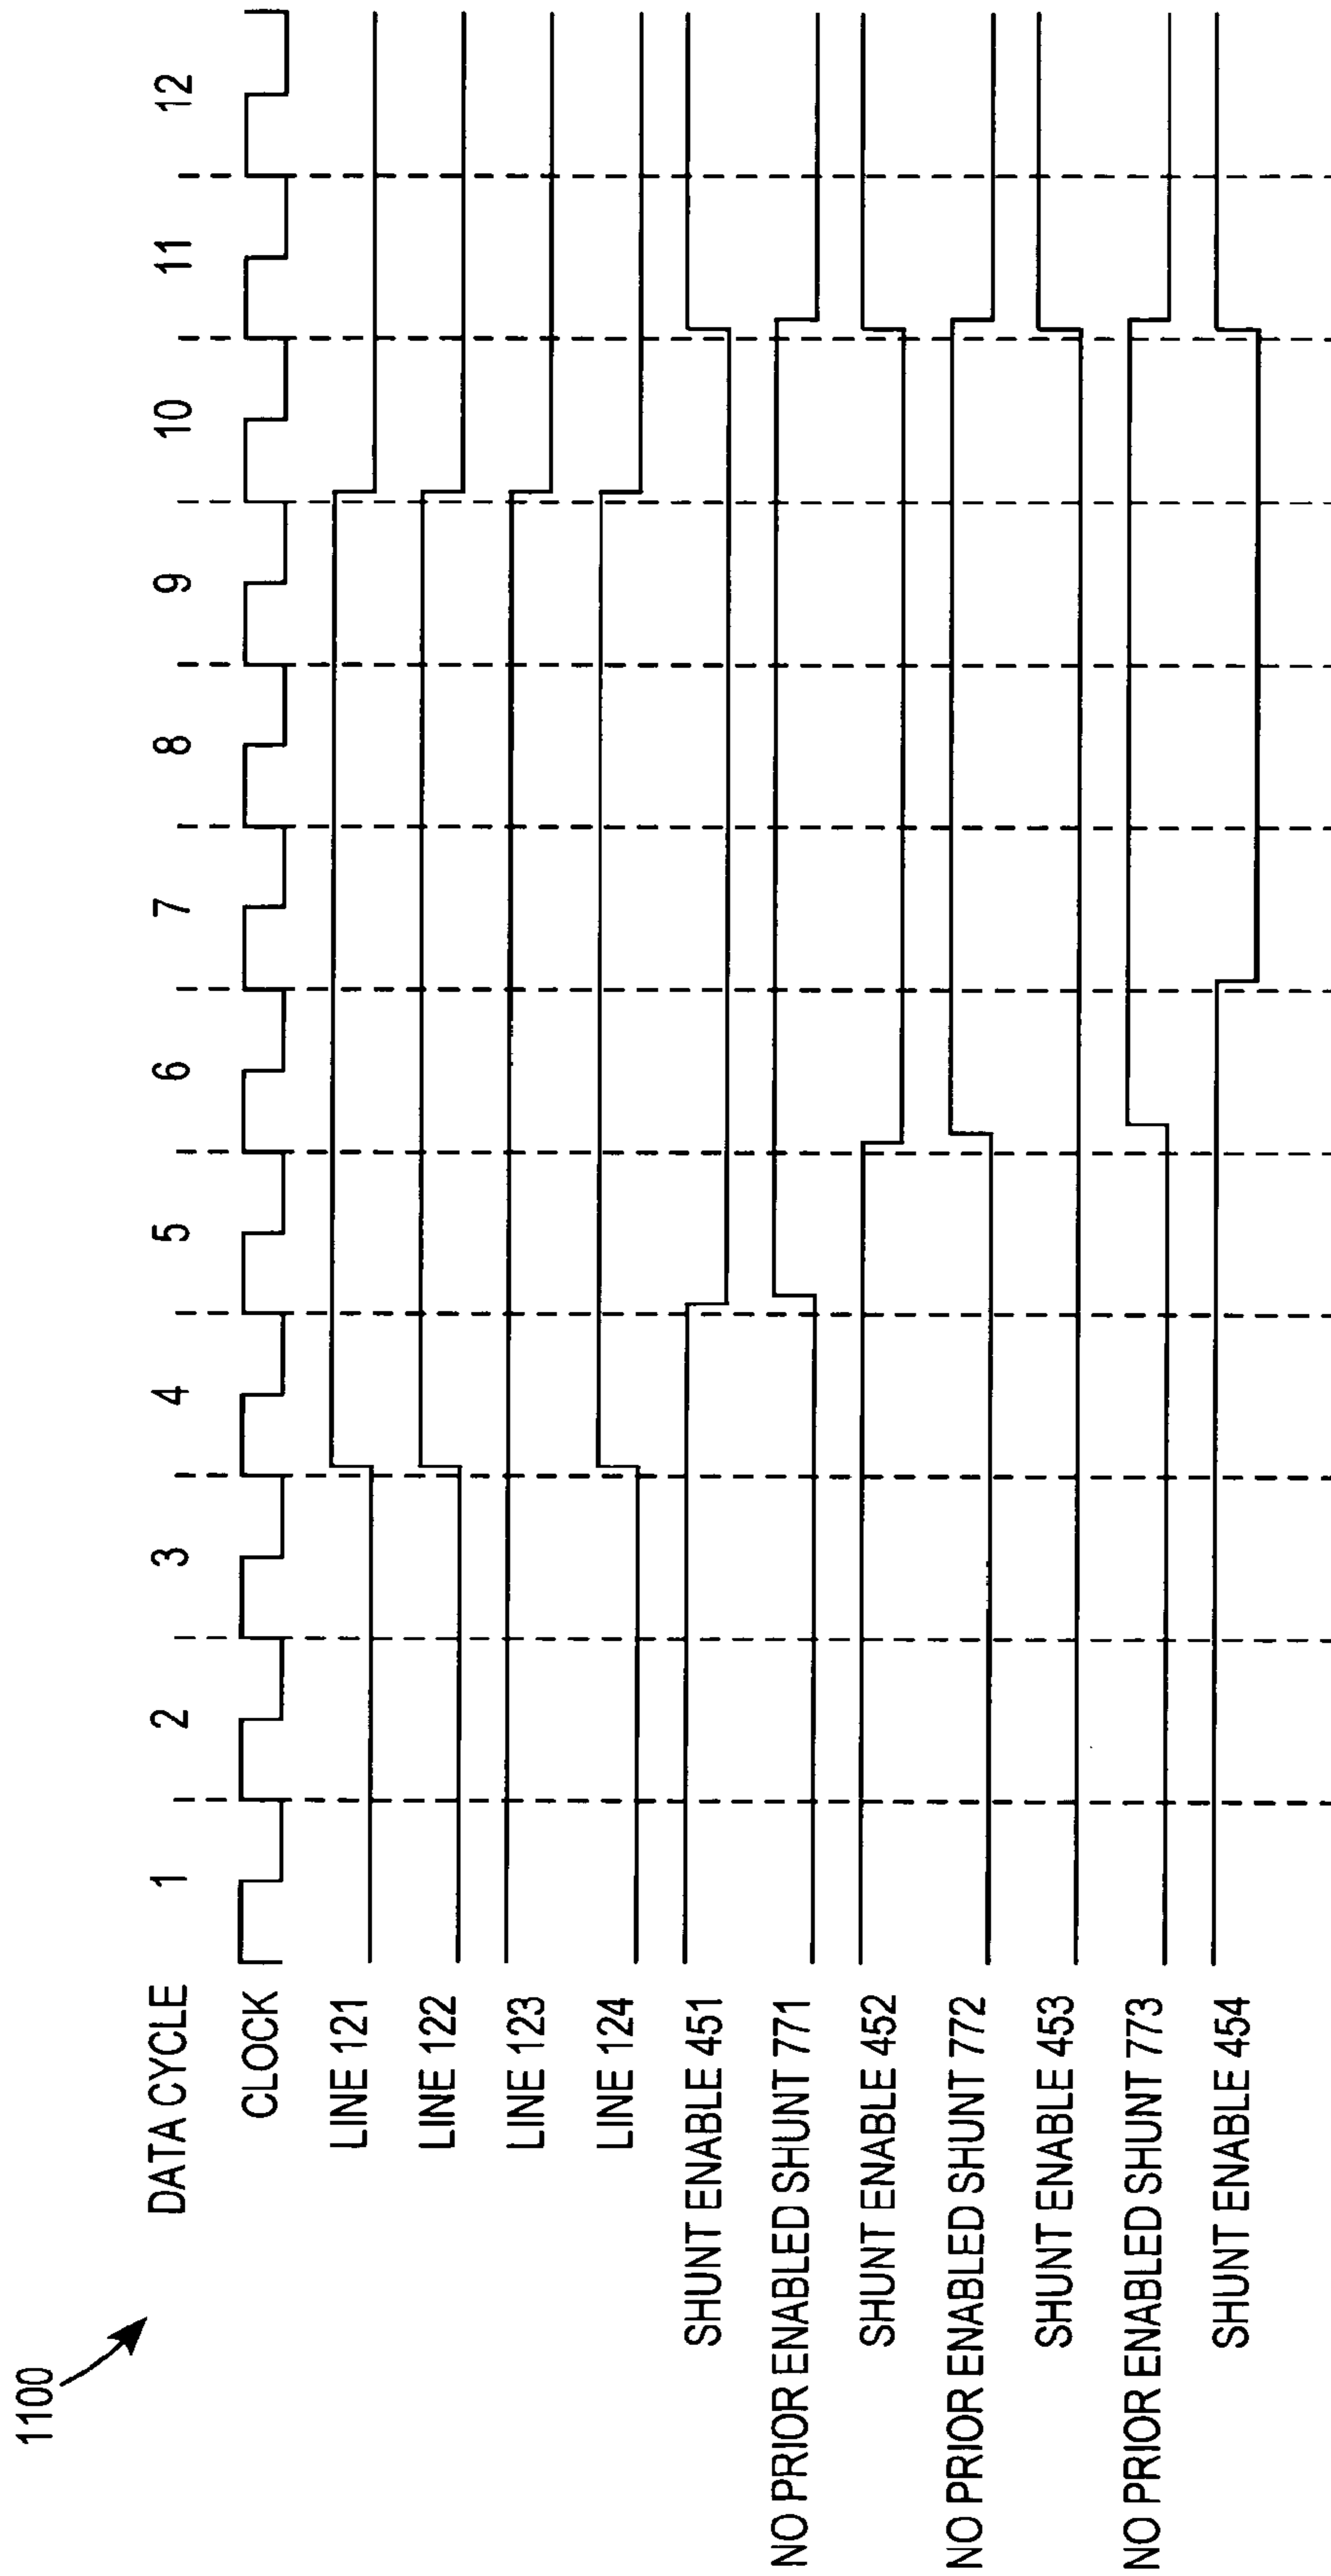 1100
DATA CYCLE 1 2 3 4 5 6 7 8 9 10 11 12
CLOCK
LINE 121
LINE 122
LINE 123
LINE 124
SHUNT ENABLE 451
NO PRIOR ENABLED SHUNT 771
SHUNT ENABLE 452
NO PRIOR ENABLED SHUNT 772
SHUNT ENABLE 453
NO PRIOR ENABLED SHUNT 773
SHUNT ENABLE 454